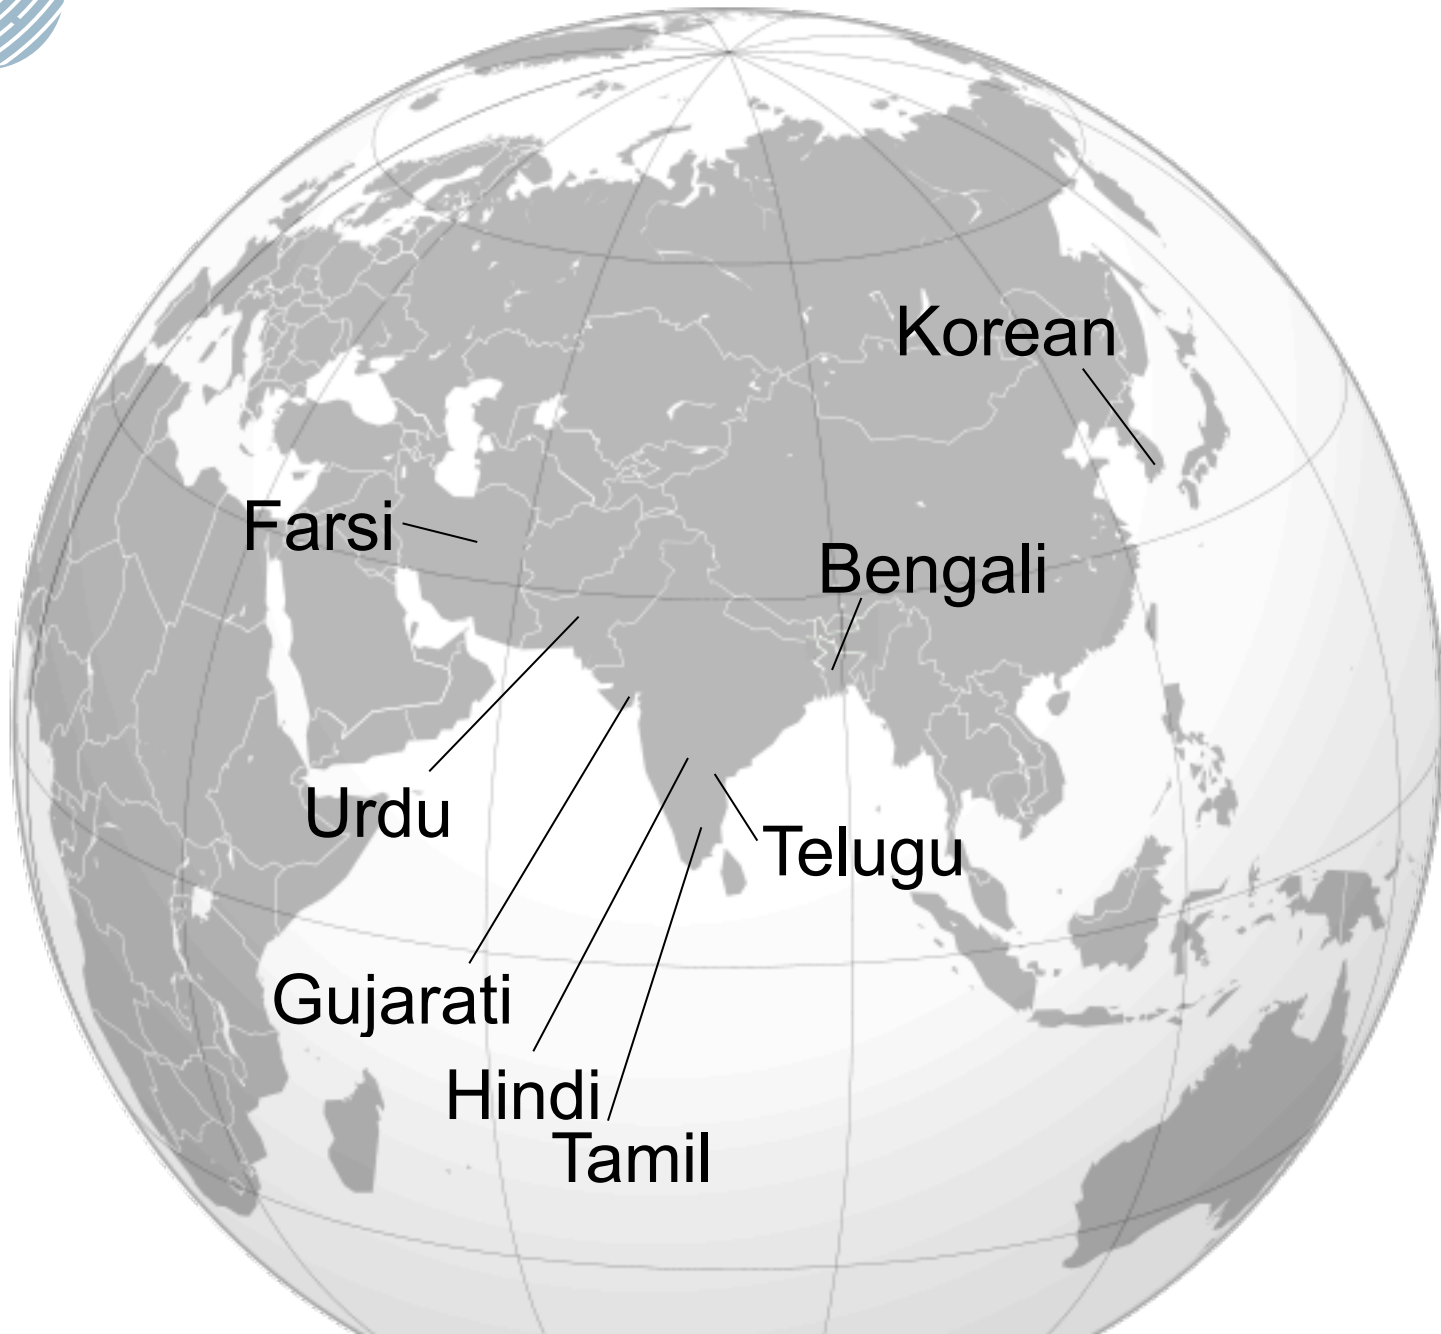 Korean
Farsi
Bengali
Urdu
Telugu
Gujarati
Hindi
Tamil